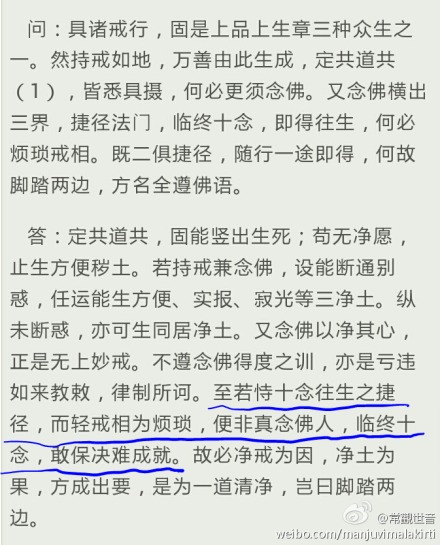 问：具诸戒行，固是上品上生章三种众生之
一。然持戒如地，万善由此生成，定共道共
（1），皆悉具摄，何必更须念佛。又念佛横出
三界，捷径法门，临终十念，即得往生，何必
烦琐戒相。既二俱捷径，随行一途即得，何故
脚踏两边，方名全遵佛语。
答：定共道共，固能竖出生死；苟无净愿，
止生方便秽土。若持戒兼念佛，设能断通别
惑，任运能生方便、实报、寂光等三净土。纵
未断惑，亦可生同居净土。又念佛以净其心，
正是无上妙戒。不遵念佛得度之训，亦是亏违
如来教敕，律制所诃。至若恃十念往生之捷
径，而轻戒相为烦琐，便非真念佛人，临终十
念，敢保决难成就。故必净戒为因，净土为
果，方成出要，是为一道清净，岂曰脚踏两
边。
@常觀世音
weibo.com/manjuvimalakirti